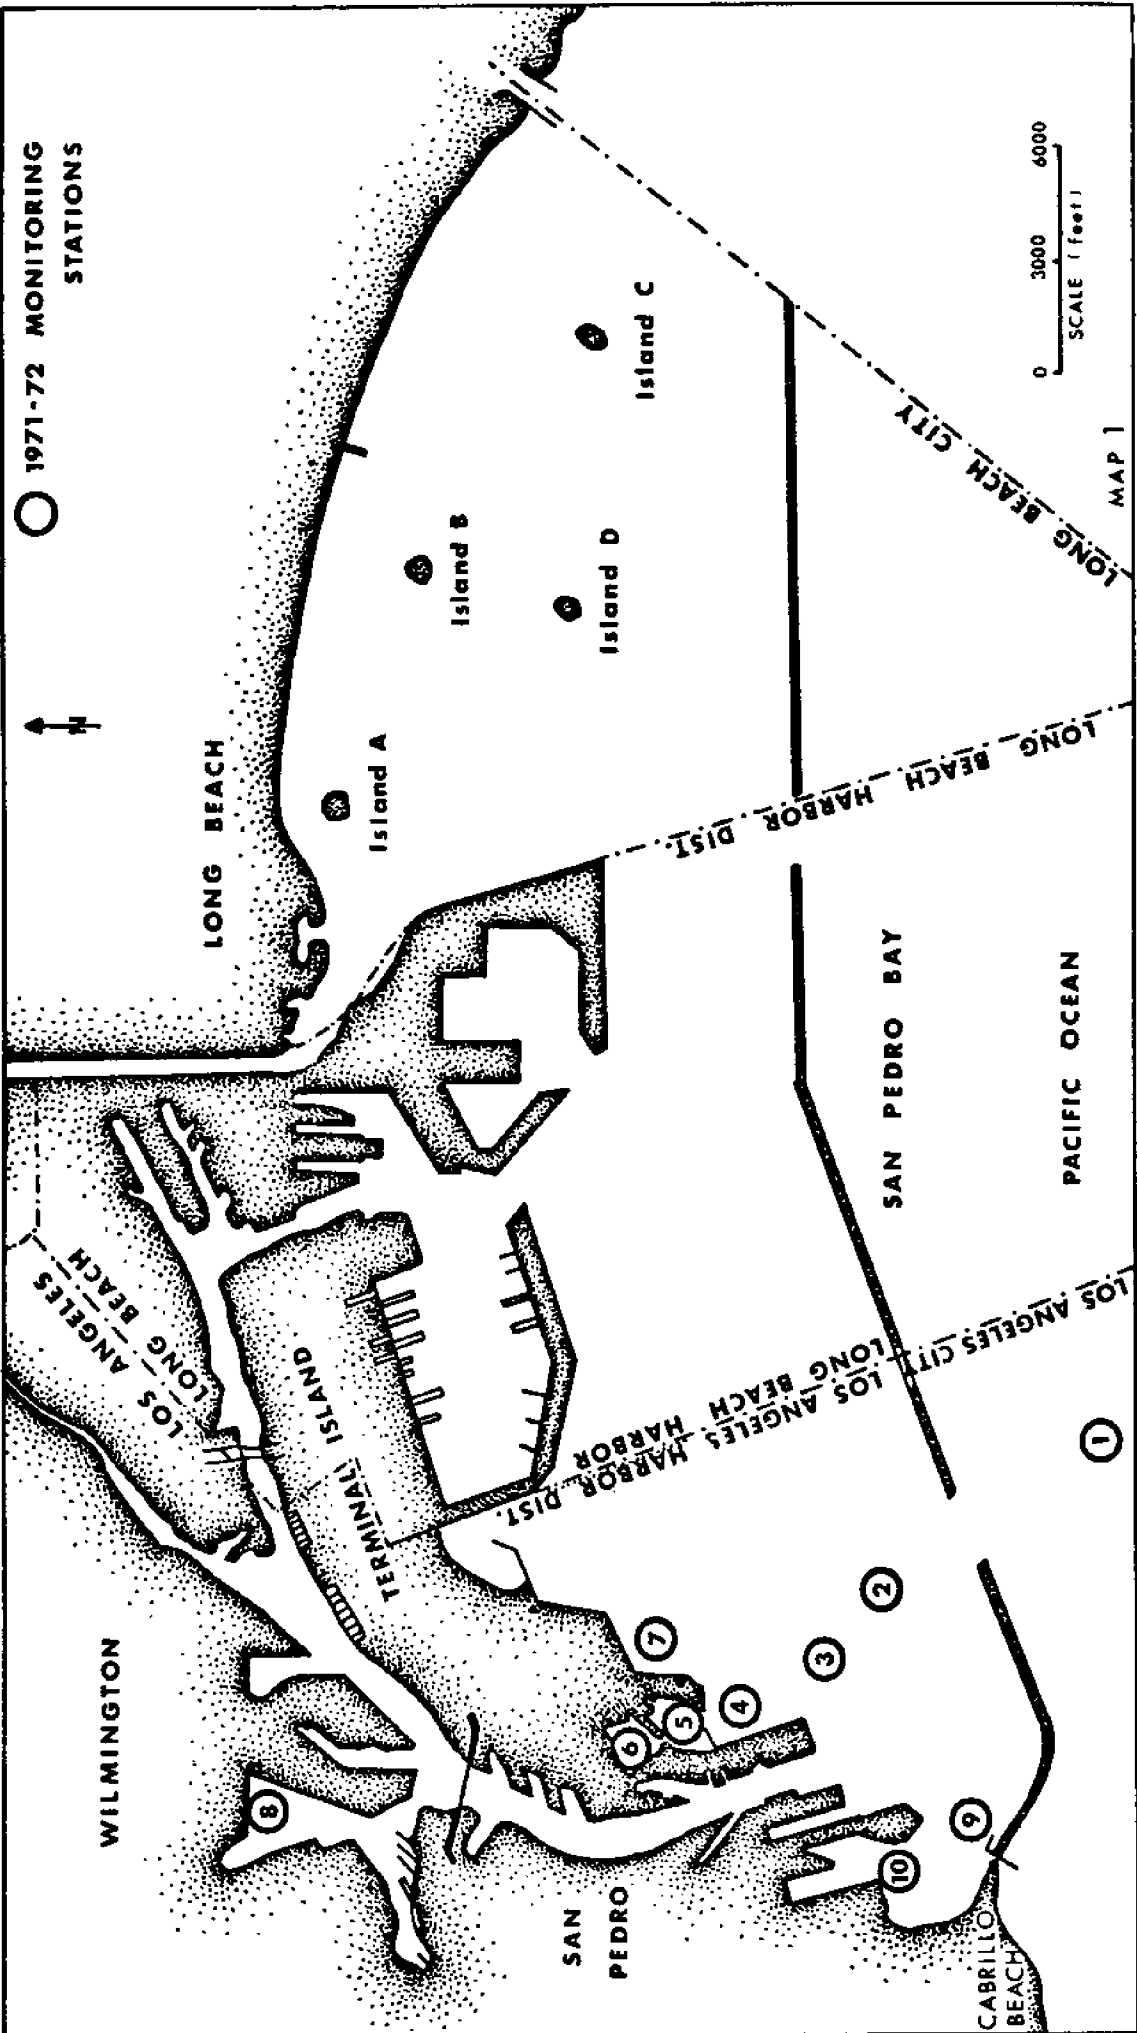 1971-72 MONITORING
STATIONS
N
WILMINGTON
LOS ANGELES
LONG BEACH
LONG BEACH
TERMINAL ISLAND
Island A
Island B
Island C
Island D
SAN
PEDRO
8
6
5
7
4
3
2
1
9
10
CABRILLO
BEACH
LONG BEACH HARBOR
LOS ANGELES HARBOR DIST.
LOS ANGELES CITY
LONG BEACH HARBOR DIST.
LONG BEACH CITY
SAN PEDRO BAY
PACIFIC OCEAN
0 3000 6000
SCALE (feet)
MAP 1